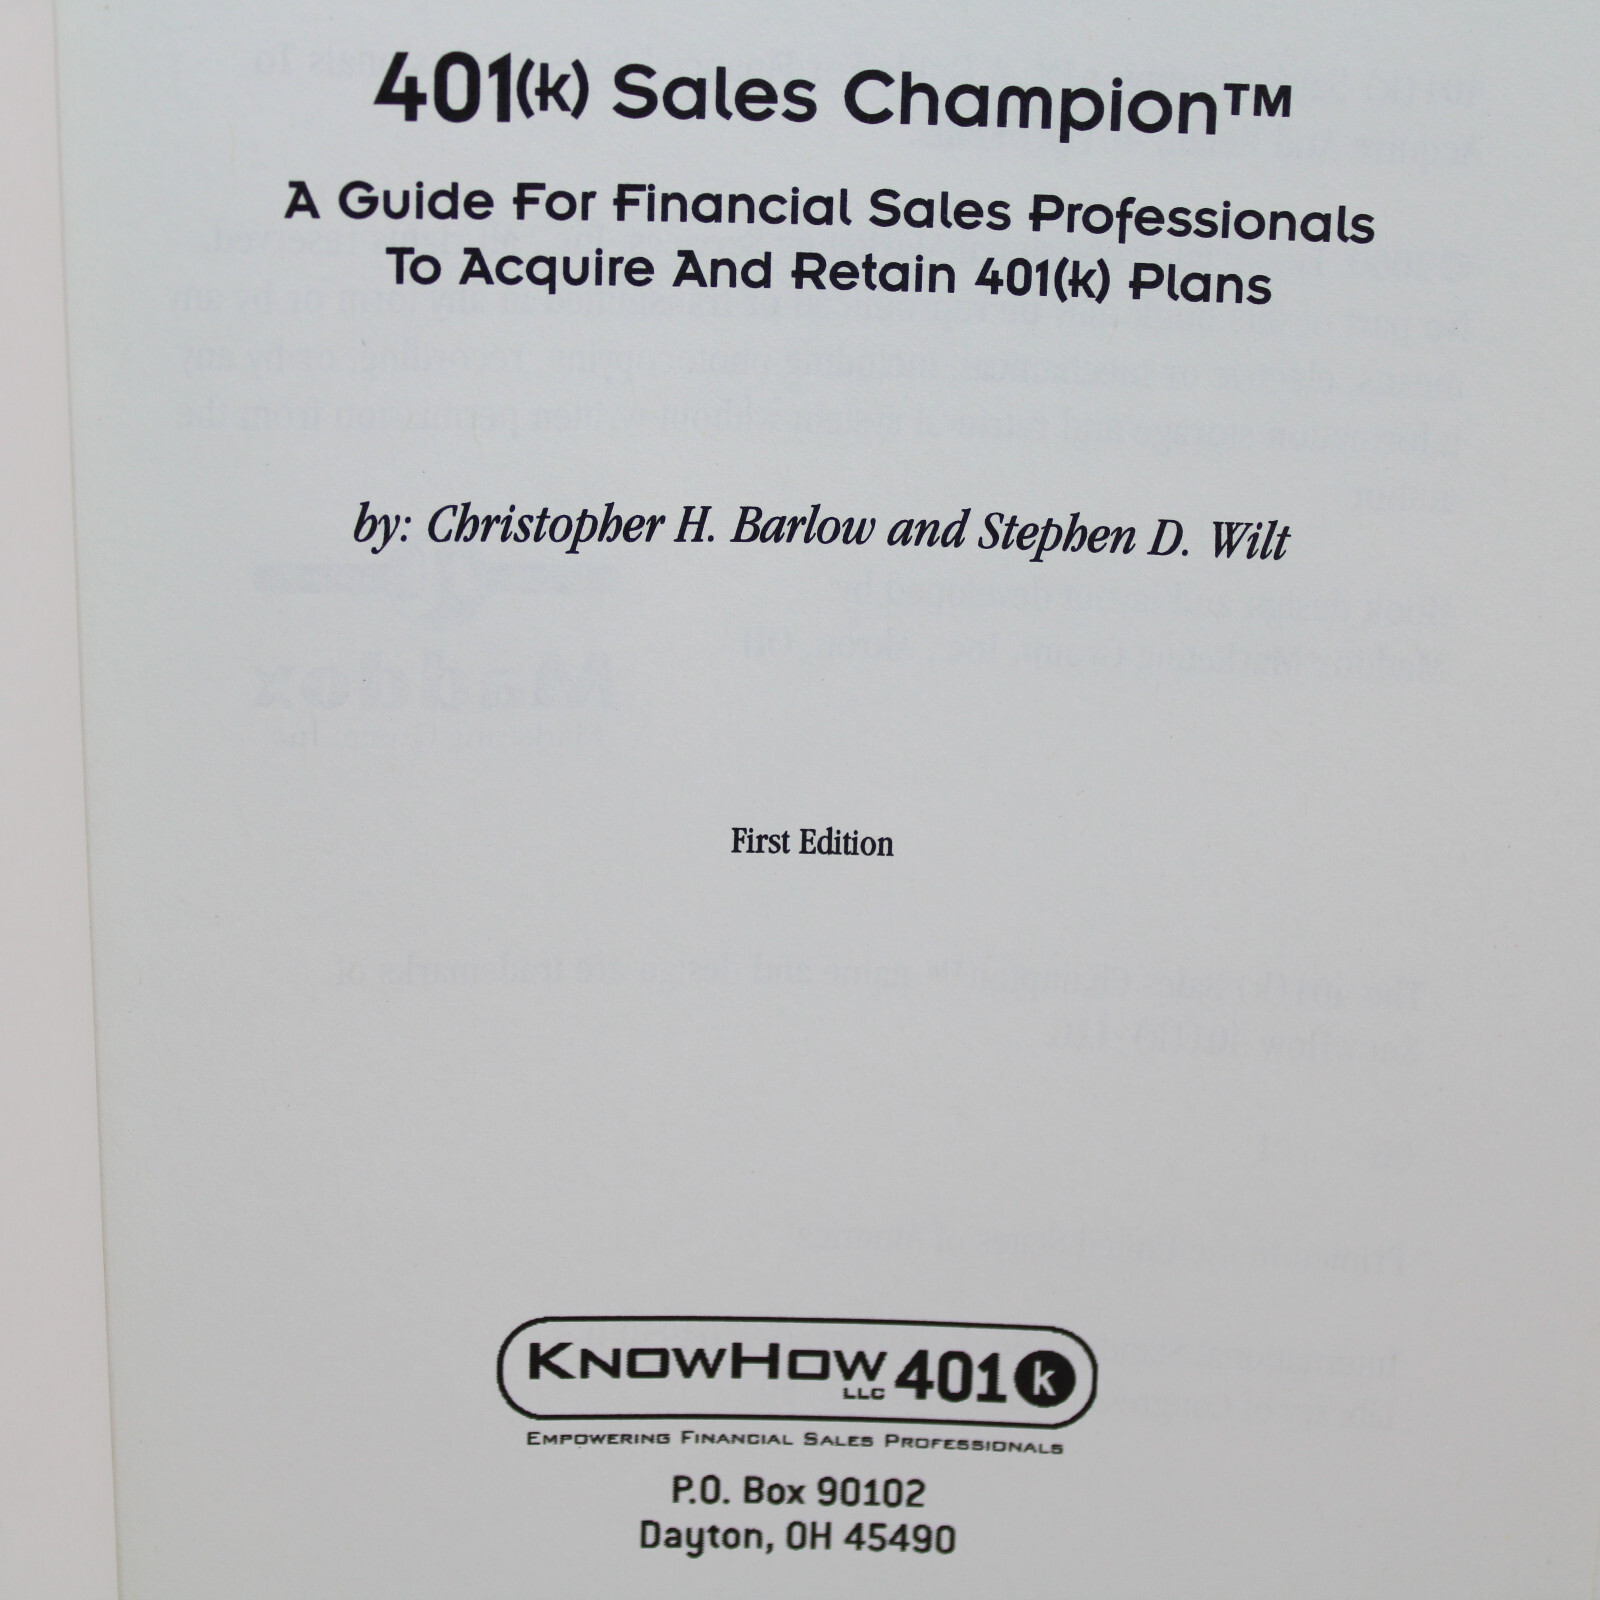 401(k) Sales Champion™
A Guide For Financial Sales Professionals
To Acquire And Retain 401(k) Plans
by: Christopher H. Barlow and Stephen D. Wilt
First Edition
KNOWHOW LLC 401 k
EMPOWERING FINANCIAL SALES PROFESSIONALS
P.O. Box 90102
Dayton, OH 45490